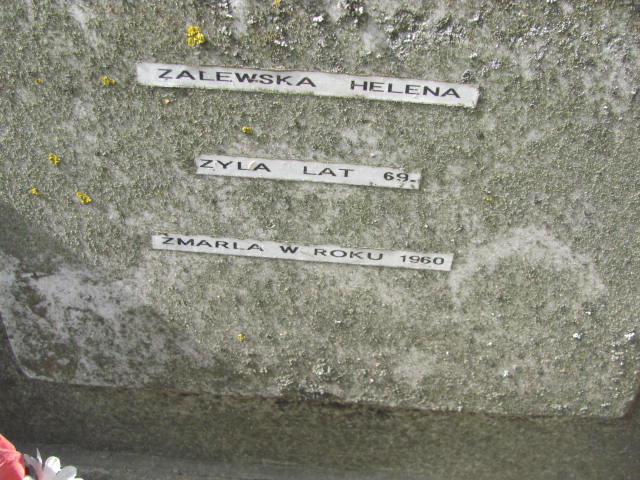 ZALEWSKA HELENA
ZYLA LAT 69.
ZMARLA W ROKU 1960